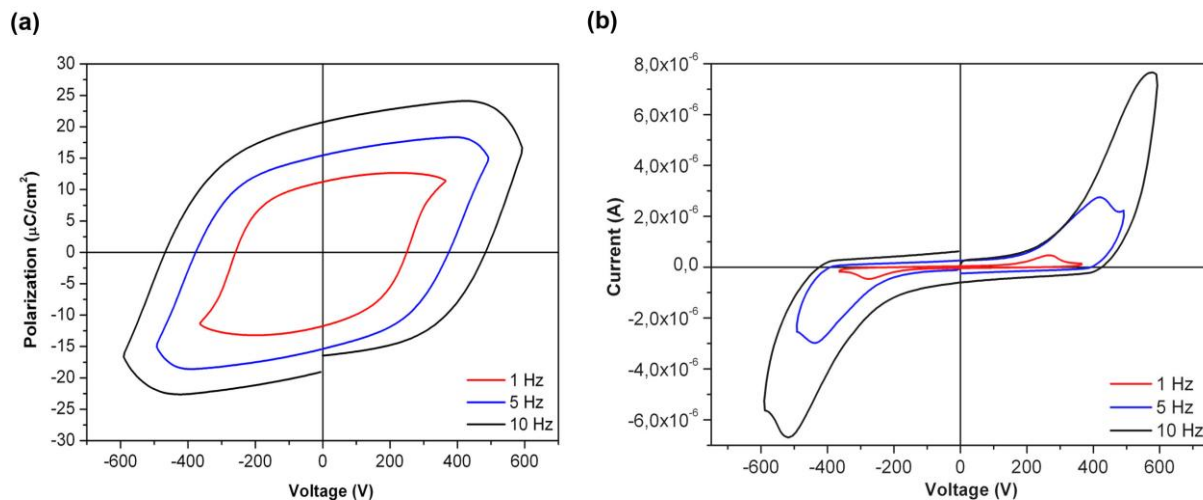 (a)
30
25
20
15
10
5
0
-5
-10
-15
-20
-25
-30
Polarization (µC/cm²)
-600 -400 -200 0 200 400 600
Voltage (V)
1 Hz
5 Hz
10 Hz
(b)
8,0x10⁻⁶
6,0x10⁻⁶
4,0x10⁻⁶
2,0x10⁻⁶
0,0
-2,0x10⁻⁶
-4,0x10⁻⁶
-6,0x10⁻⁶
Current (A)
-600 -400 -200 0 200 400 600
Voltage (V)
1 Hz
5 Hz
10 Hz